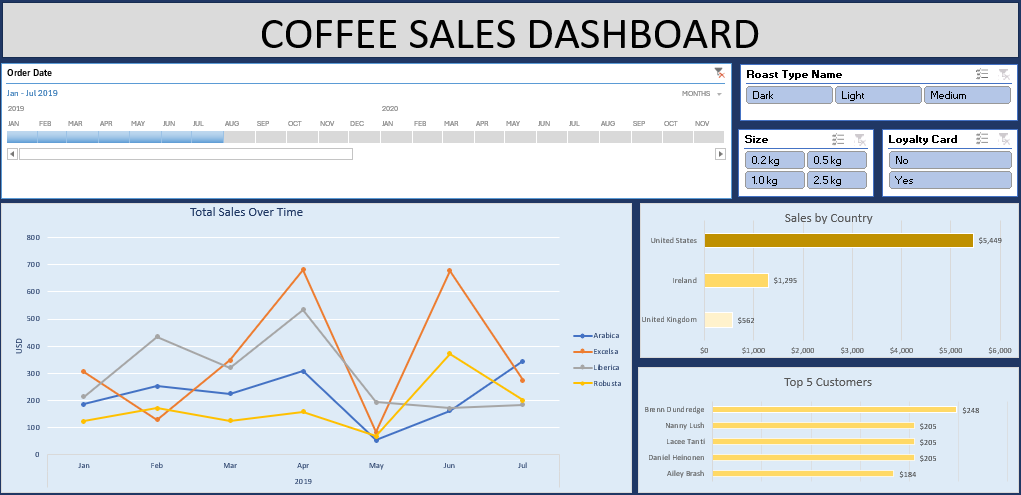 COFFEE SALES DASHBOARD
Order Date
Jan - Jul 2019
MONTHS
2019 2020
JAN FEB MAR APR MAY JUN JUL AUG SEP OCT NOV DEC JAN FEB MAR APR MAY JUN JUL AUG SEP OCT NOV
Roast Type Name
Dark Light Medium
Size
0.2 kg 0.5 kg
1.0 kg 2.5 kg
Loyalty Card
No
Yes
Total Sales Over Time
800
700
600
500
400
300
200
100
0
USD
Jan Feb Mar Apr May Jun Jul
2019
Arabica
Excelsa
Liberica
Robusta
Sales by Country
United States $5,449
Ireland $1,295
United Kingdom $562
$0 $1,000 $2,000 $3,000 $4,000 $5,000 $6,000
Top 5 Customers
Brenn Dundredge $248
Nanny Lush $205
Lacee Tanti $205
Daniel Heinonen $205
Ailey Brash $184